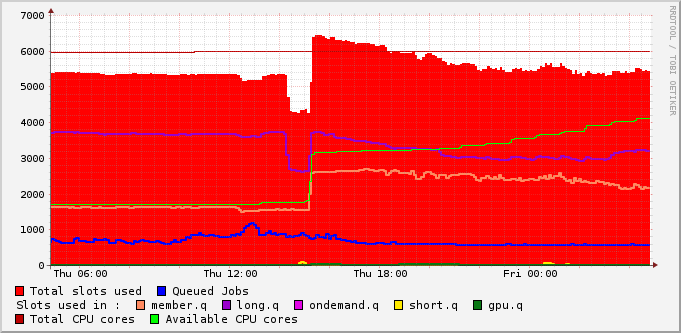 7000
6000
5000
4000
3000
2000
1000
0
Thu 06:00 Thu 12:00 Thu 18:00 Fri 00:00
Total slots used Queued Jobs
Slots used in : member.q long.q ondemand.q short.q gpu.q
Total CPU cores Available CPU cores
RRDTOOL / TOBI OETIKER